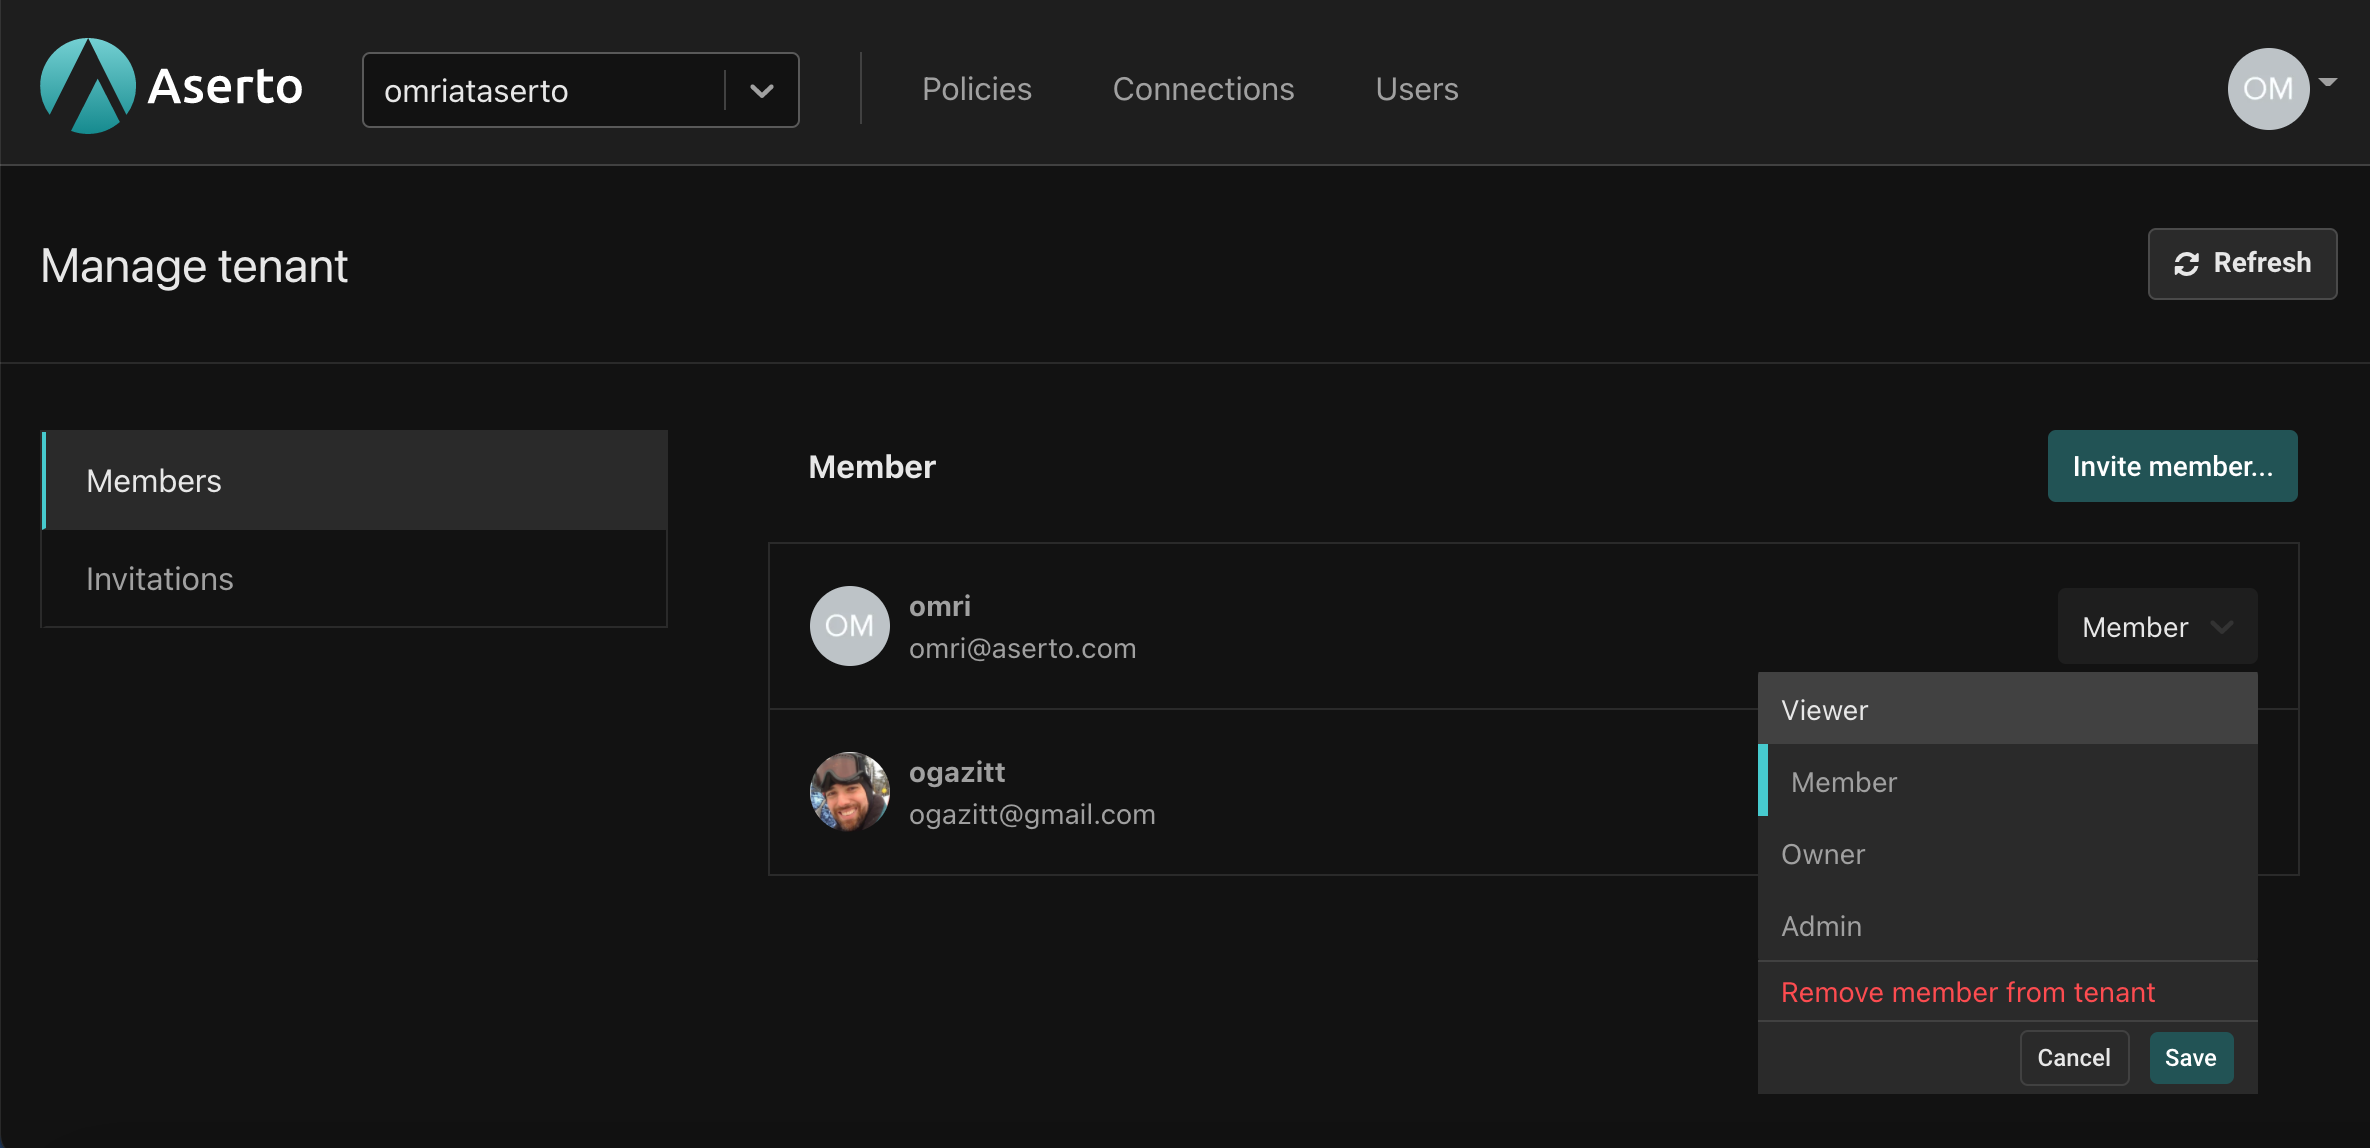 Aserto
omriataserto
Policies
Connections
Users
OM
Manage tenant
Refresh
Members
Invitations
Member
Invite member...
OM
omri
omri@aserto.com
Member
ogazitt
ogazitt@gmail.com
Viewer
Member
Owner
Admin
Remove member from tenant
Cancel
Save